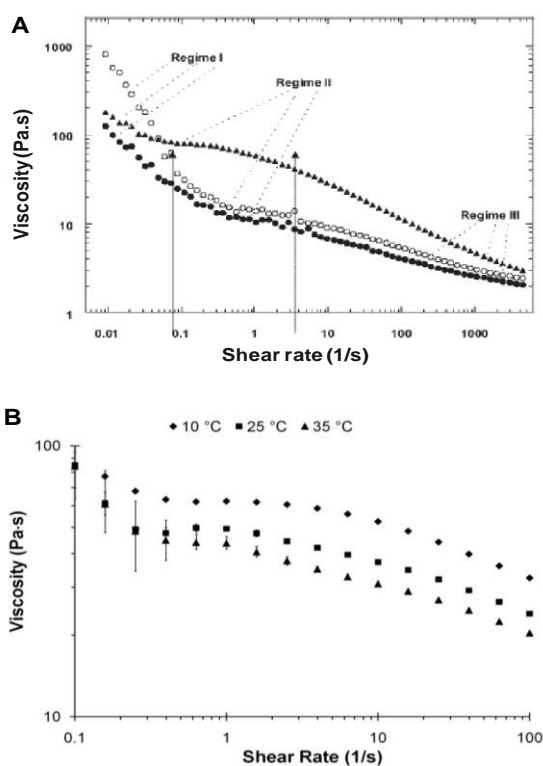 A
1000
100
10
1
Viscosity (Pa.s)
Regime I
Regime II
Regime III
0.01 0.1 1 10 100 1000
Shear rate (1/s)
B
10 °C 25 °C 35 °C
100
10
Viscosity (Pa·s)
0.1 1 10 100
Shear Rate (1/s)